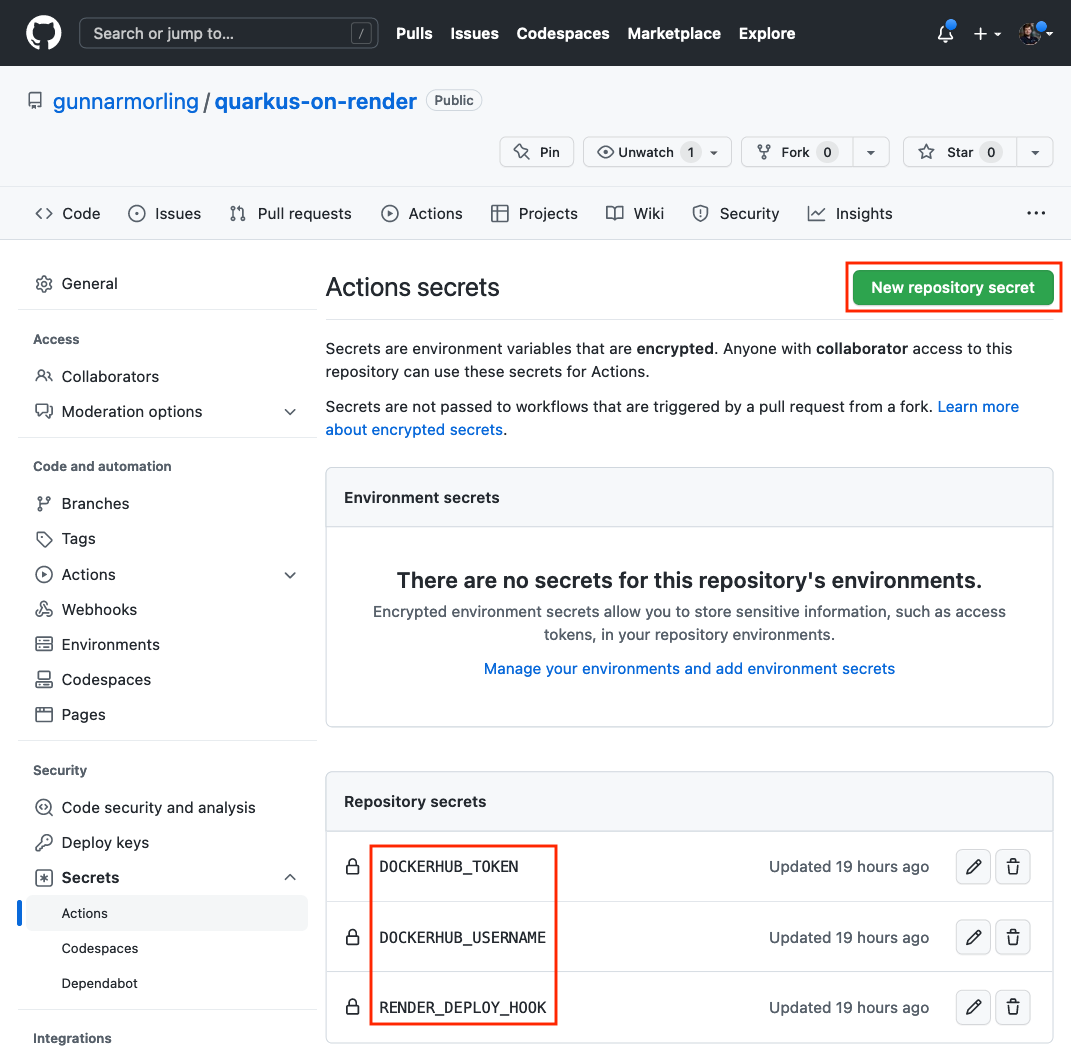 Search or jump to... / Pulls Issues Codespaces Marketplace Explore
gunnarmorling / quarkus-on-render Public
Pin Unwatch 1 Fork 0 Star 0
Code Issues Pull requests Actions Projects Wiki Security Insights
General
Access
Collaborators
Moderation options
Code and automation
Branches
Tags
Actions
Webhooks
Environments
Codespaces
Pages
Security
Code security and analysis
Deploy keys
Secrets
Actions
Codespaces
Dependabot
Integrations
Actions secrets
New repository secret
Secrets are environment variables that are encrypted. Anyone with collaborator access to this
repository can use these secrets for Actions.
Secrets are not passed to workflows that are triggered by a pull request from a fork. Learn more
about encrypted secrets.
Environment secrets
There are no secrets for this repository's environments.
Encrypted environment secrets allow you to store sensitive information, such as access
tokens, in your repository environments.
Manage your environments and add environment secrets
Repository secrets
DOCKERHUB_TOKEN Updated 19 hours ago
DOCKERHUB_USERNAME Updated 19 hours ago
RENDER_DEPLOY_HOOK Updated 19 hours ago